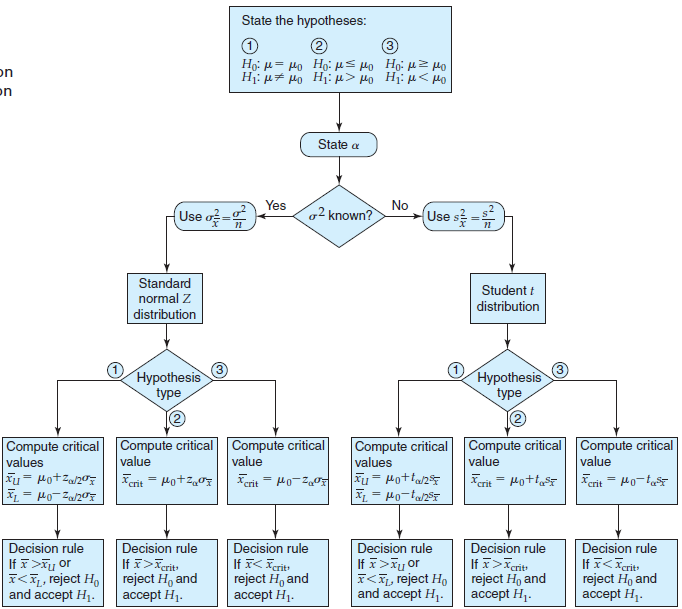 on
on
State the hypotheses:
① ② ③
H₀: μ = μ₀ H₀: μ ≤ μ₀ H₀: μ ≥ μ₀
H₁: μ ≠ μ₀ H₁: μ > μ₀ H₁: μ < μ₀
State α
Yes
σ² known?
No
Use σ²x̄ = σ²/n
Use s²x̄ = s²/n
Standard
normal Z
distribution
Student t
distribution
① Hypothesis ③
type
②
① Hypothesis ③
type
②
Compute critical
values
x̄U = μ₀+zα/2σx̄
x̄L = μ₀−zα/2σx̄
Compute critical
value
x̄crit = μ₀+zασx̄
Compute critical
value
x̄crit = μ₀−zασx̄
Compute critical
values
x̄U = μ₀+tα/2sx̄
x̄L = μ₀−tα/2sx̄
Compute critical
value
x̄crit = μ₀+tαsx̄
Compute critical
value
x̄crit = μ₀−tαsx̄
Decision rule
If x̄ >x̄U or
x̄<x̄L, reject H₀
and accept H₁.
Decision rule
If x̄>x̄crit,
reject H₀ and
accept H₁.
Decision rule
If x̄<x̄crit,
reject H₀ and
accept H₁.
Decision rule
If x̄ >x̄U or
x̄<x̄L, reject H₀
and accept H₁.
Decision rule
If x̄>x̄crit,
reject H₀ and
accept H₁.
Decision rule
If x̄<x̄crit,
reject H₀ and
accept H₁.